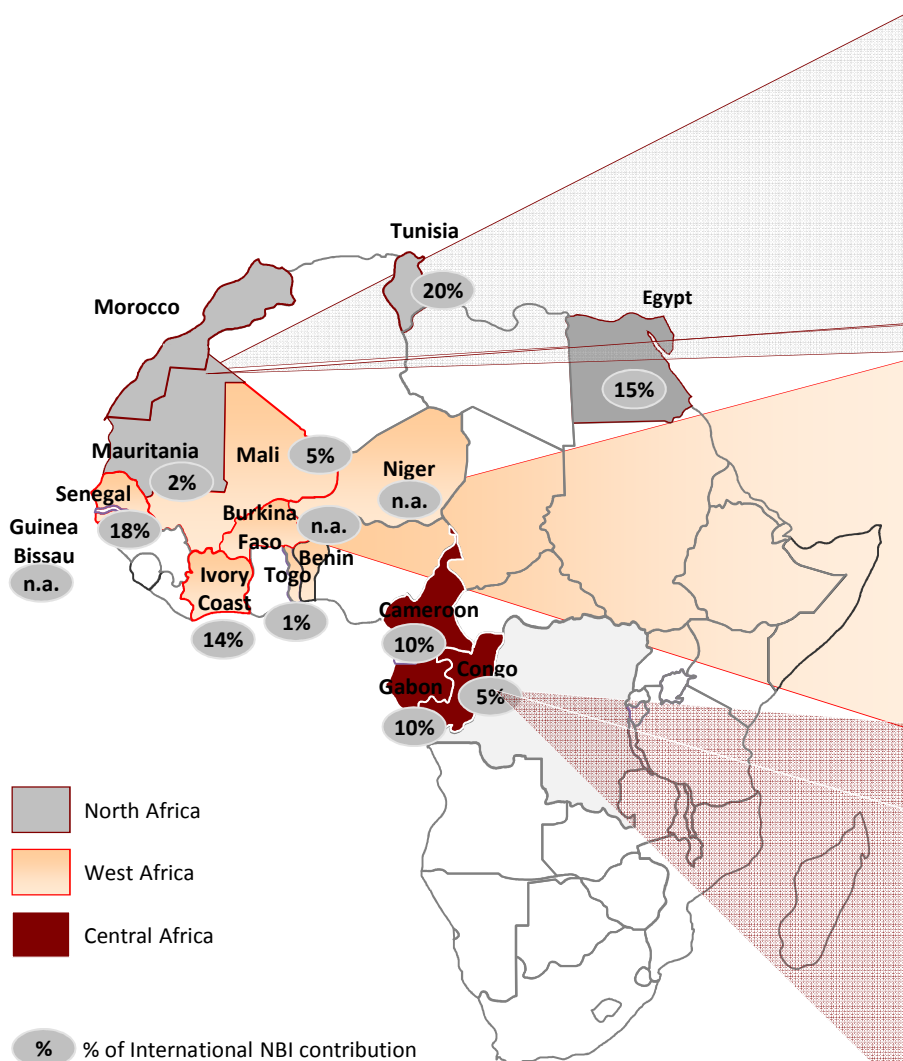 Tunisia
20%
Morocco
Egypt
15%
Mauritania
2%
Mali
5%
Niger
n.a.
Senegal
18%
Guinea
Bissau
n.a.
Burkina
Faso
n.a.
Benin
Togo
1%
Ivory
Coast
14%
Cameroon
10%
Congo
5%
Gabon
10%
North Africa
West Africa
Central Africa
% % of International NBI contribution